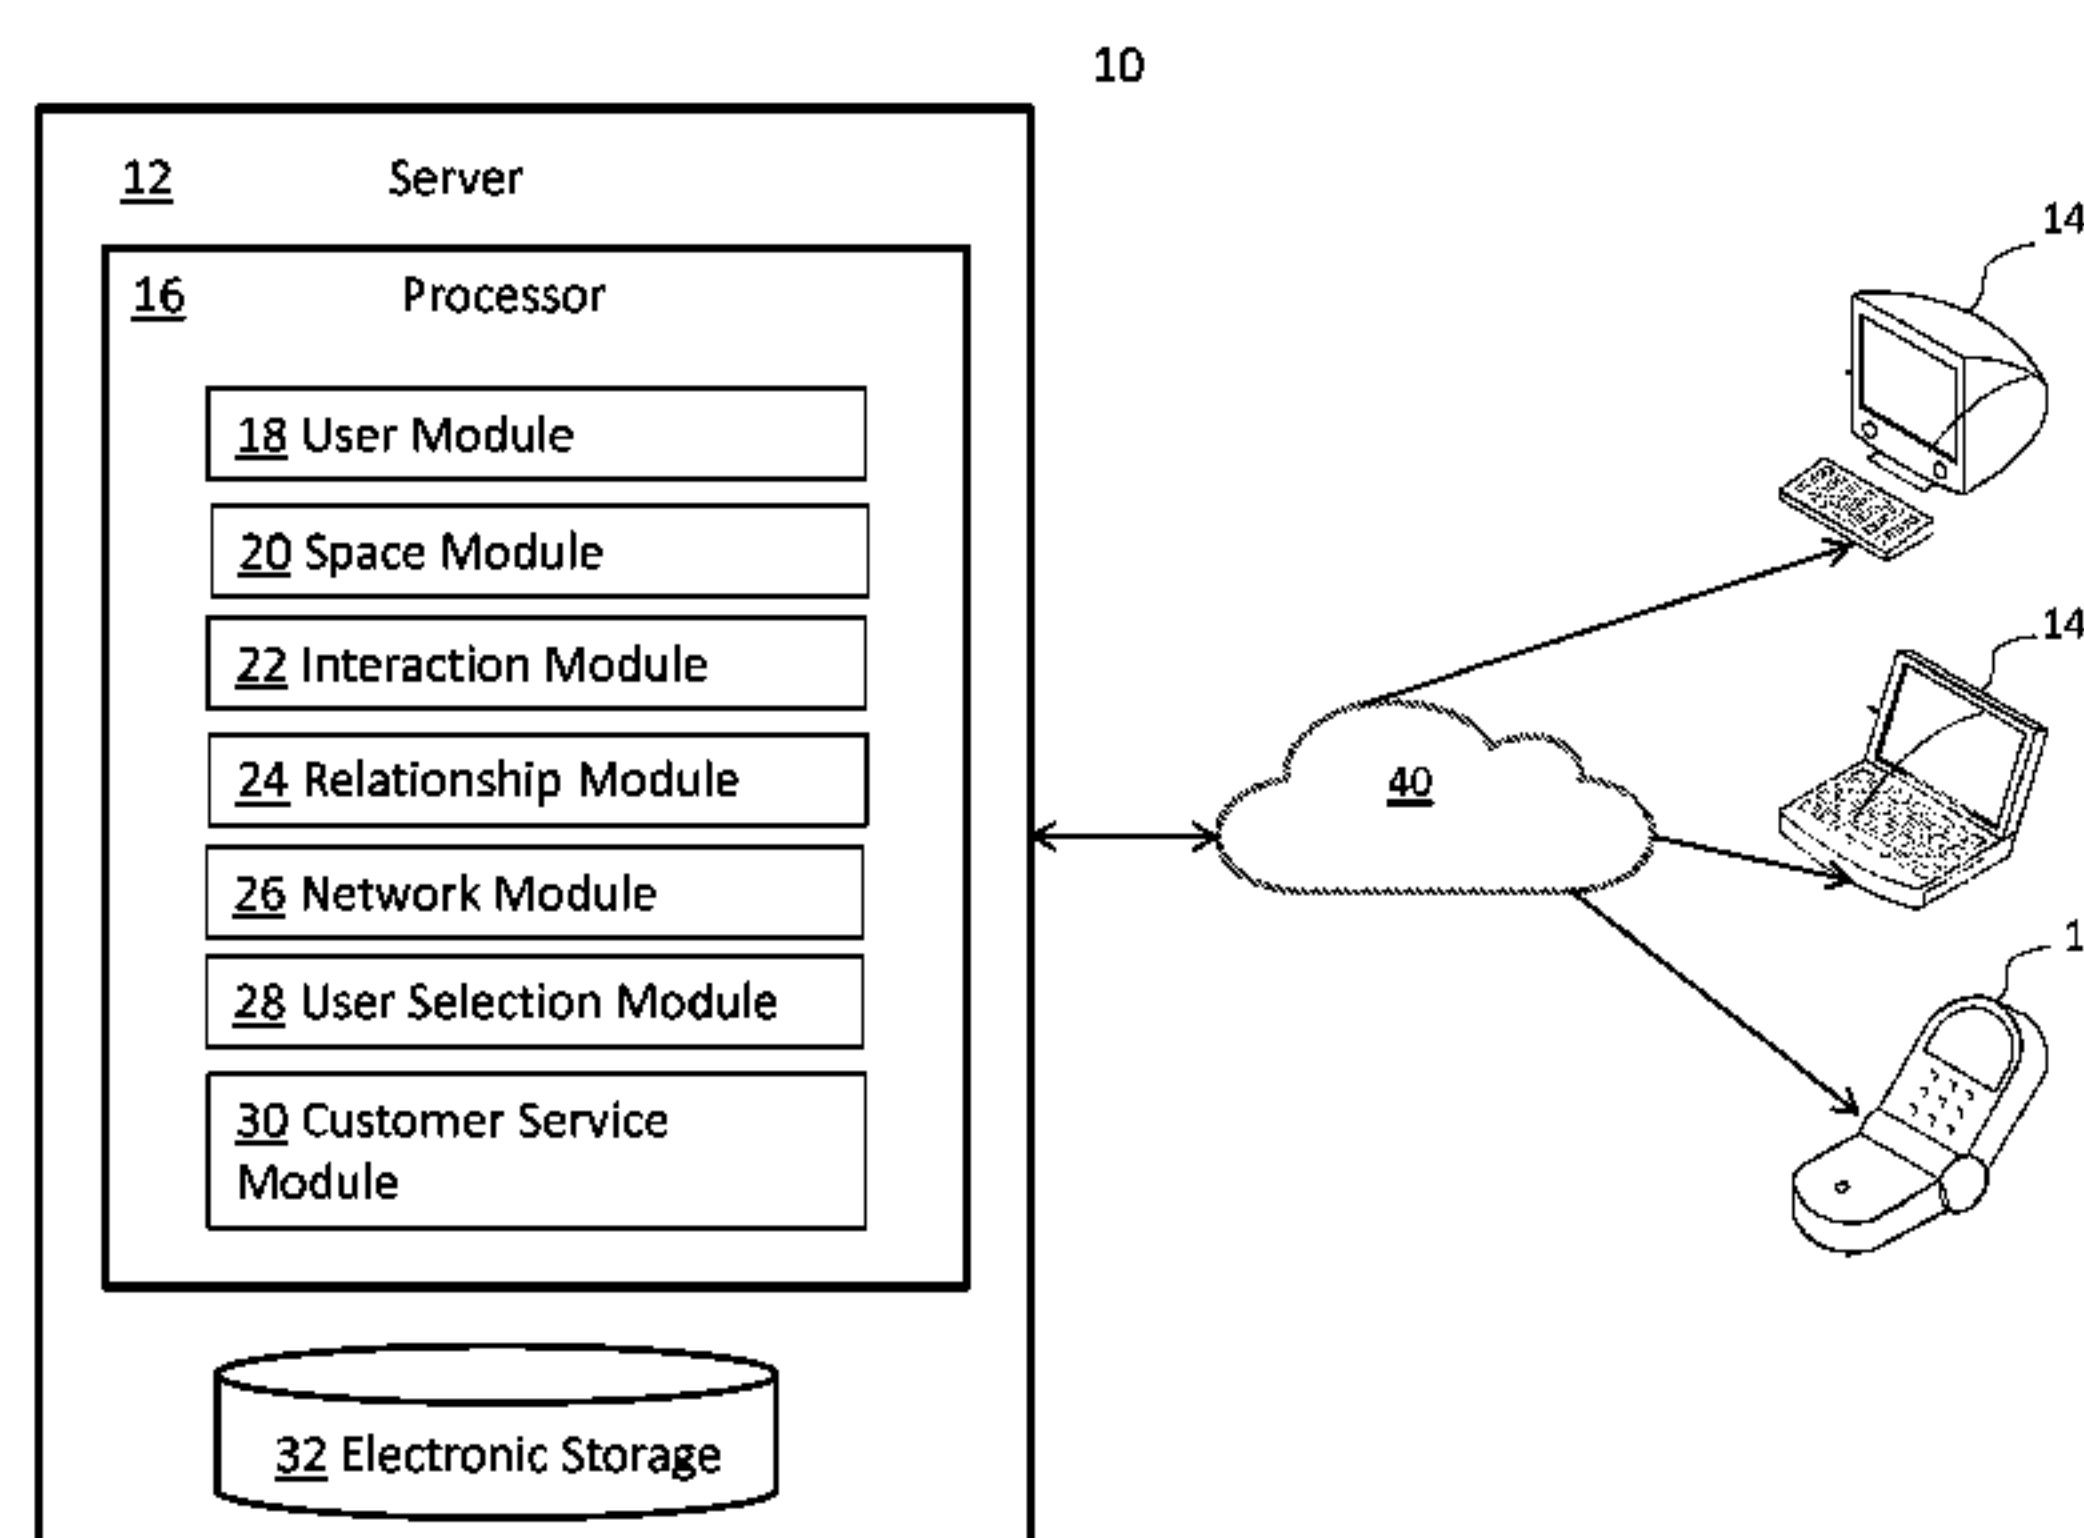 10
12 Server
16 Processor
18 User Module
20 Space Module
22 Interaction Module
24 Relationship Module
26 Network Module
28 User Selection Module
30 Customer Service
Module
32 Electronic Storage
40
14
14
1